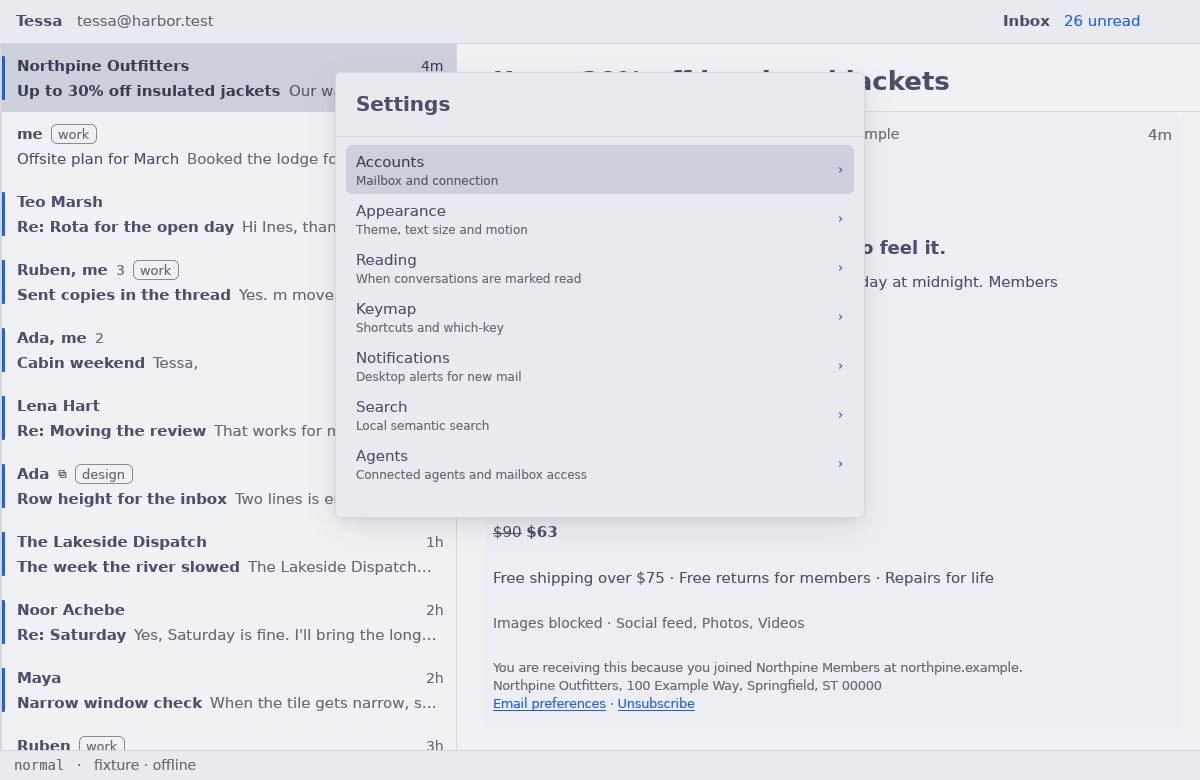 Tessa tessa@harbor.test
Inbox 26 unread
Northpine Outfitters 4m
Up to 30% off insulated jackets Our
me work
Offsite plan for March Booked the lodge
Teo Marsh
Re: Rota for the open day Hi Ines,
Ruben, me 3 work
Sent copies in the thread Yes. m move
Ada, me 2
Cabin weekend Tessa,
Lena Hart
Re: Moving the review That works for
Ada design
Row height for the inbox Two lines is
The Lakeside Dispatch 1h
The week the river slowed The Lakeside Dispatch…
Noor Achebe 2h
Re: Saturday Yes, Saturday is fine. I'll bring the long…
Maya 2h
Narrow window check When the tile gets narrow, s…
Ruben work 3h
Settings
Accounts
Mailbox and connection
Appearance
Theme, text size and motion
Reading
When conversations are marked read
Keymap
Shortcuts and which-key
Notifications
Desktop alerts for new mail
Search
Local semantic search
Agents
Connected agents and mailbox access
4m
feel it.
at midnight. Members
$90 $63
Free shipping over $75 · Free returns for members · Repairs for life
Images blocked · Social feed, Photos, Videos
You are receiving this because you joined Northpine Members at northpine.example.
Northpine Outfitters, 100 Example Way, Springfield, ST 00000
Email preferences · Unsubscribe
normal · fixture · offline